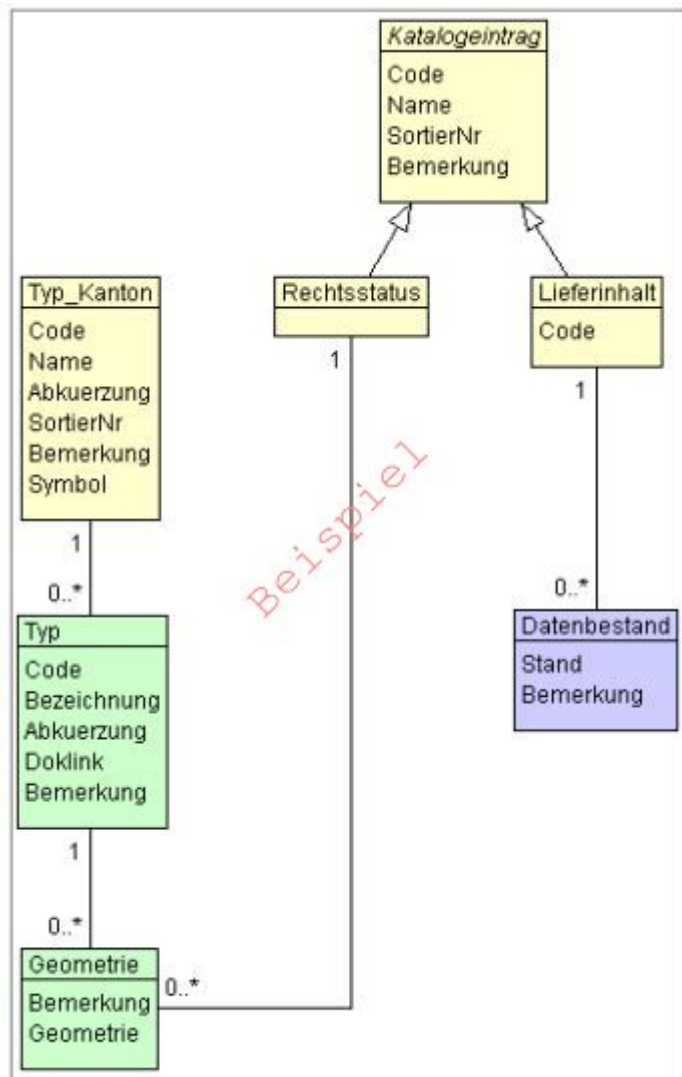 Katalogeintrag
Code
Name
SortierNr
Bemerkung
Typ_Kanton
Code
Name
Abkuerzung
SortierNr
Bemerkung
Symbol
Rechtsstatus
Lieferinhalt
Code
1
1
1
0..*
Beispiel
0..*
Typ
Code
Bezeichnung
Abkuerzung
Doklink
Bemerkung
Datenbestand
Stand
Bemerkung
1
0..*
Geometrie
Bemerkung
Geometrie
0..*